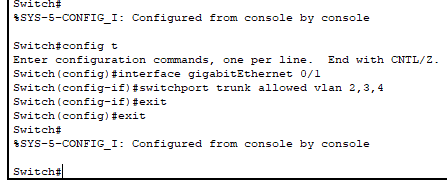 Switch#
%SYS-5-CONFIG_I: Configured from console by console
Switch#config t
Enter configuration commands, one per line.  End with CNTL/Z.
Switch(config)#interface gigabitEthernet 0/1
Switch(config-if)#switchport trunk allowed vlan 2,3,4
Switch(config-if)#exit
Switch(config)#exit
Switch#
%SYS-5-CONFIG_I: Configured from console by console
Switch#